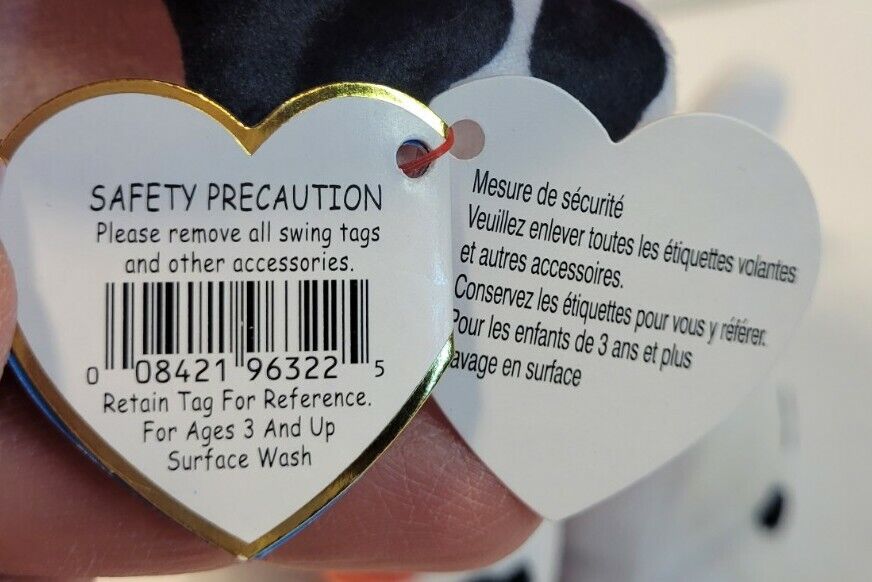 SAFETY PRECAUTION
Please remove all swing tags
and other accessories.
0 08421 96322 5
Retain Tag For Reference.
For Ages 3 And Up
Surface Wash
Mesure de sécurité
Veuillez enlever toutes les étiquettes volantes
et autres accessoires.
Conservez les étiquettes pour vous y référer.
Pour les enfants de 3 ans et plus
avage en surface